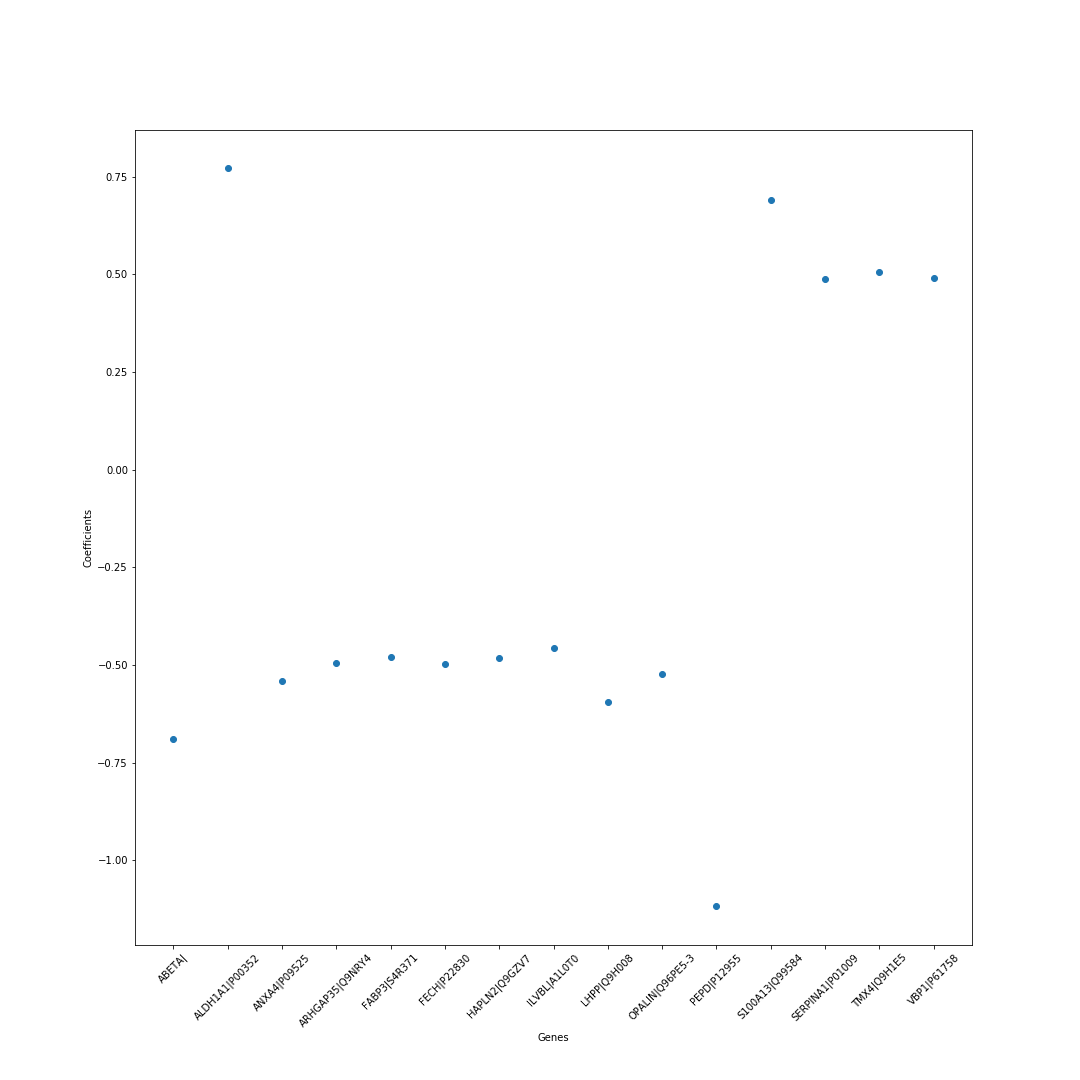 0.75
0.50
0.25
0.00
−0.25
−0.50
−0.75
−1.00
Coefficients
ABETA|
ALDH1A1|P00352
ANXA4|P09525
ARHGAP35|Q9NRY4
FABP3|S4R371
FECH|P22830
HAPLN2|Q9GZV7
ILVBL|A1L0T0
LHPP|Q9H008
OPALIN|Q96PE5-3
PEPD|P12955
S100A13|Q99584
SERPINA1|P01009
TMX4|Q9H1E5
VBP1|P61758
Genes